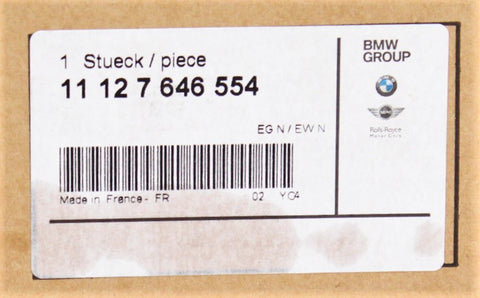 1 Stueck / piece
11 12 7 646 554
EG N / EW N
Made in France - FR 02 YC4
BMW
GROUP
MINI
Rolls-Royce
Motor Cars